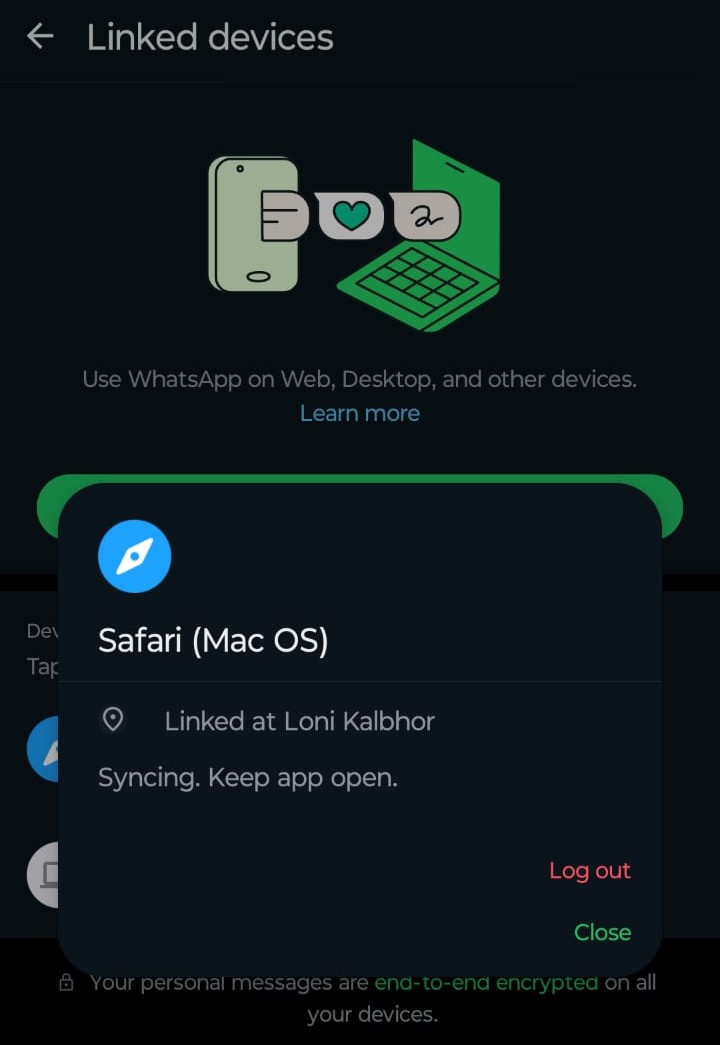 Linked devices
Use WhatsApp on Web, Desktop, and other devices.
Learn more
Safari (Mac OS)
Linked at Loni Kalbhor
Syncing. Keep app open.
Log out
Close
Your personal messages are end-to-end encrypted on all
your devices.